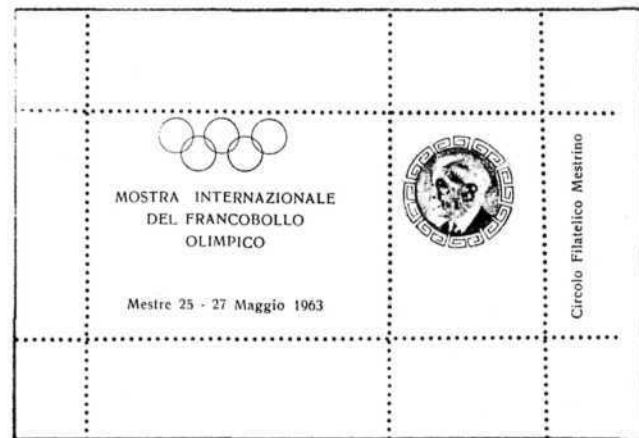 MOSTRA INTERNAZIONALE
DEL FRANCOBOLLO
OLIMPICO
Mestre 25 - 27 Maggio 1963
Circolo Filatelico Mestrino